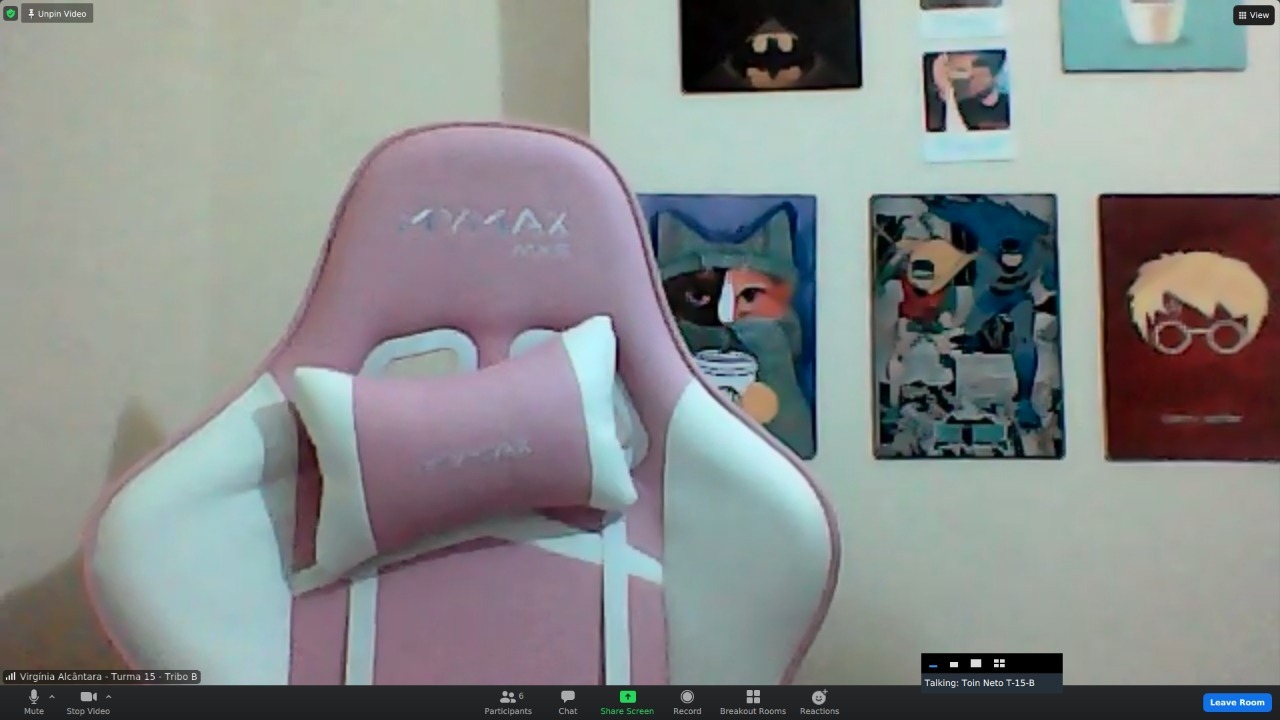 Unpin Video
View
MYMAX
MX5
MYMAX
Virgínia Alcântara - Turma 15 - Tribo B
Talking: Toin Neto T-15-B
Mute
Stop Video
Participants
6
Chat
Share Screen
Record
Breakout Rooms
Reactions
Leave Room